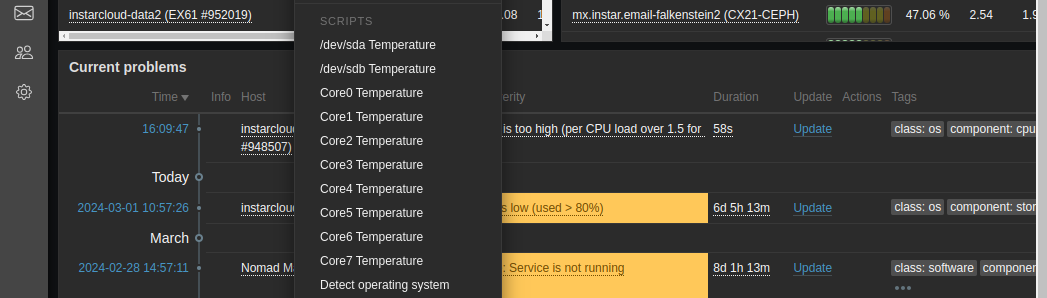 instarcloud-data2 (EX61 #952019)
.08
mx.instar.email-falkenstein2 (CX21-CEPH)
47.06 %
2.54
1.9
SCRIPTS
/dev/sda Temperature
/dev/sdb Temperature
Core0 Temperature
Core1 Temperature
Core2 Temperature
Core3 Temperature
Core4 Temperature
Core5 Temperature
Core6 Temperature
Core7 Temperature
Detect operating system
Current problems
Time Info Host erity Duration Update Actions Tags
16:09:47 instarcloud is too high (per CPU load over 1.5 for 58s Update class: os component: cpu
#948507)
Today
2024-03-01 10:57:26 instarcloud s low (used > 80%) 6d 5h 13m Update class: os component: stor
March
2024-02-28 14:57:11 Nomad M : Service is not running 8d 1h 13m Update class: software component